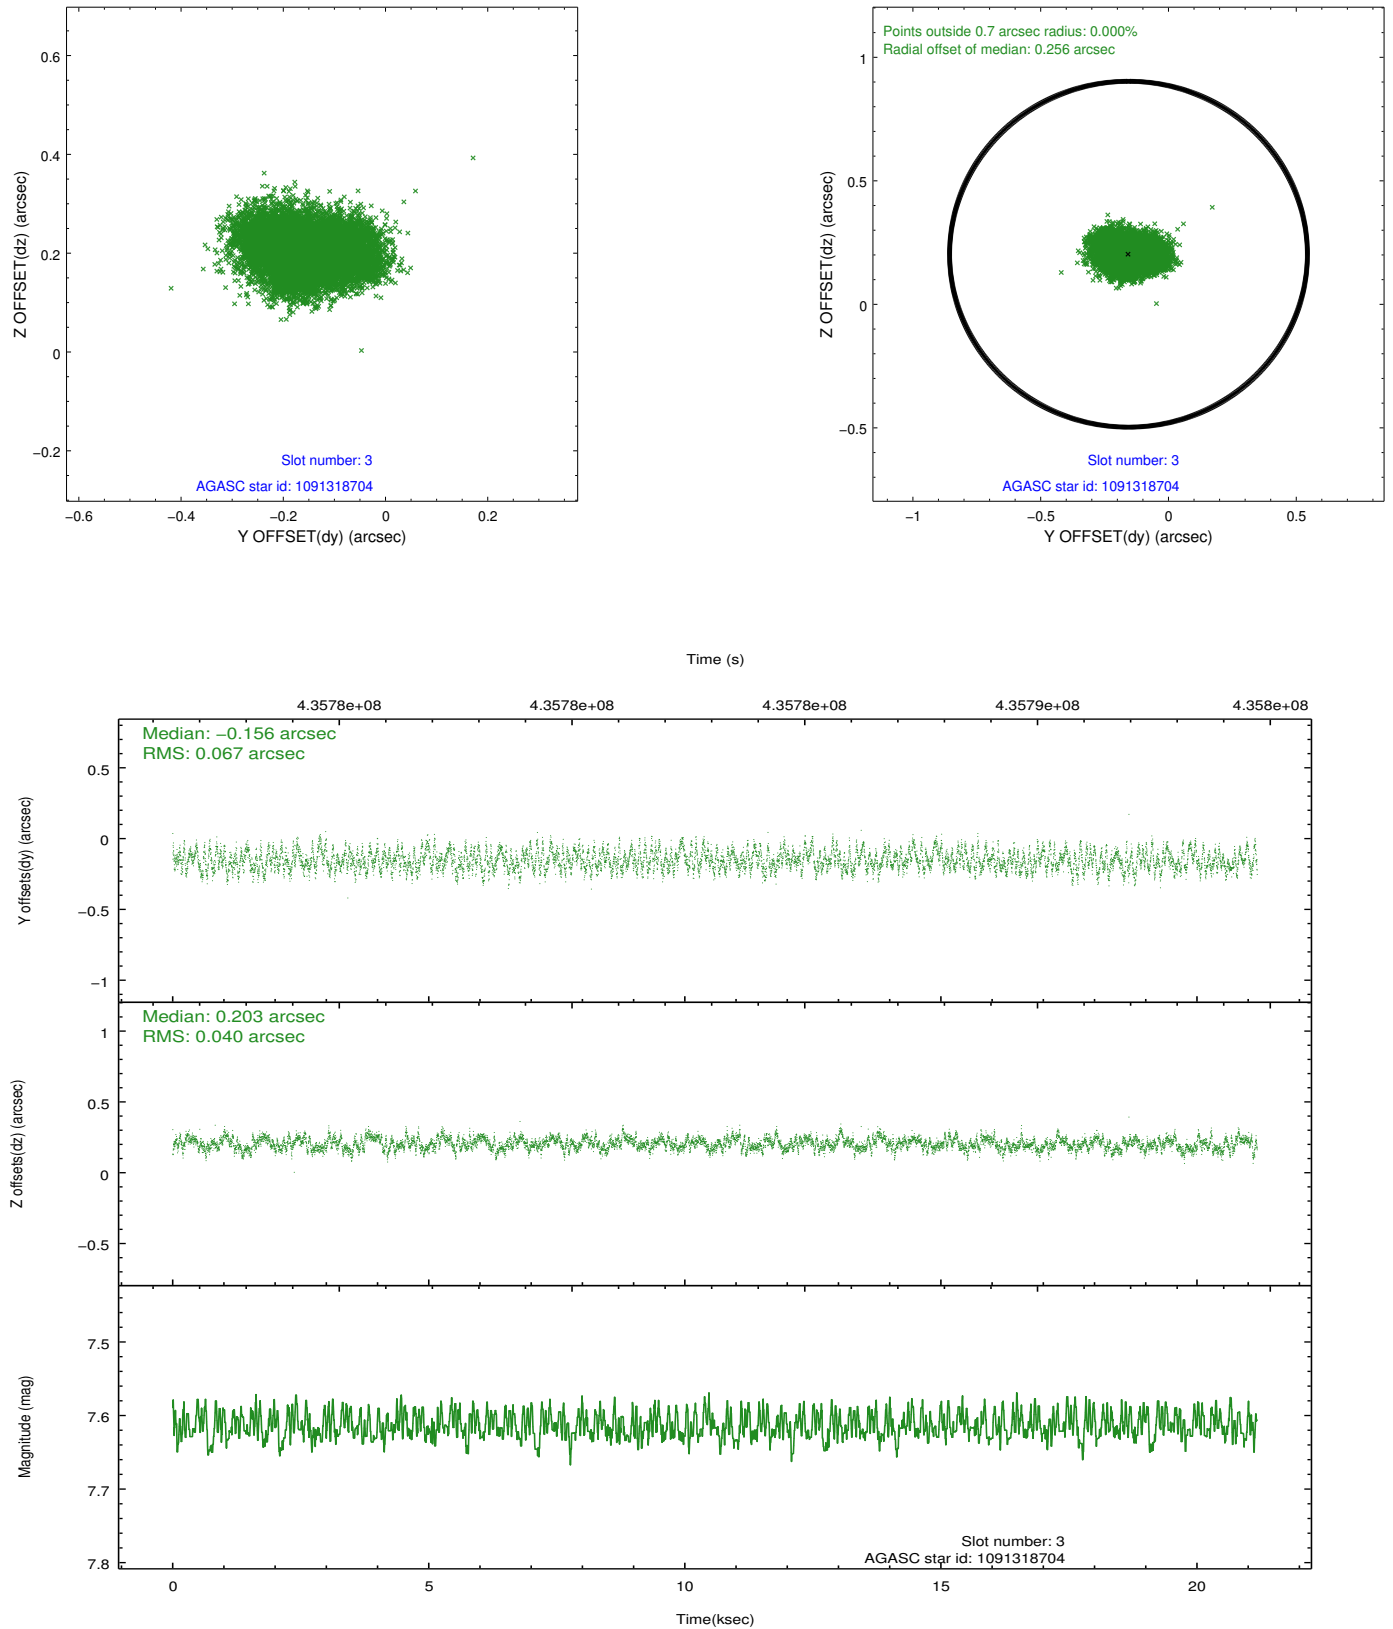 0.6
0.4
0.2
0
−0.2
−0.6
−0.4
−0.2
0
0.2
Z OFFSET(dz) (arcsec)
Y OFFSET(dy) (arcsec)
Slot number: 3
AGASC star id: 1091318704
Points outside 0.7 arcsec radius: 0.000%
Radial offset of median: 0.256 arcsec
1
0.5
0
−0.5
−1
−0.5
0
0.5
Z OFFSET(dz) (arcsec)
Y OFFSET(dy) (arcsec)
Slot number: 3
AGASC star id: 1091318704
Time (s)
4.3578e+08
4.3578e+08
4.3578e+08
4.3579e+08
4.358e+08
Median: −0.156 arcsec
RMS: 0.067 arcsec
0.5
0
−0.5
−1
Y offsets(dy) (arcsec)
Median: 0.203 arcsec
RMS: 0.040 arcsec
1
0.5
0
−0.5
Z offsets(dz) (arcsec)
7.5
7.6
7.7
7.8
Magnitude (mag)
Slot number: 3
AGASC star id: 1091318704
0
5
10
15
20
Time(ksec)